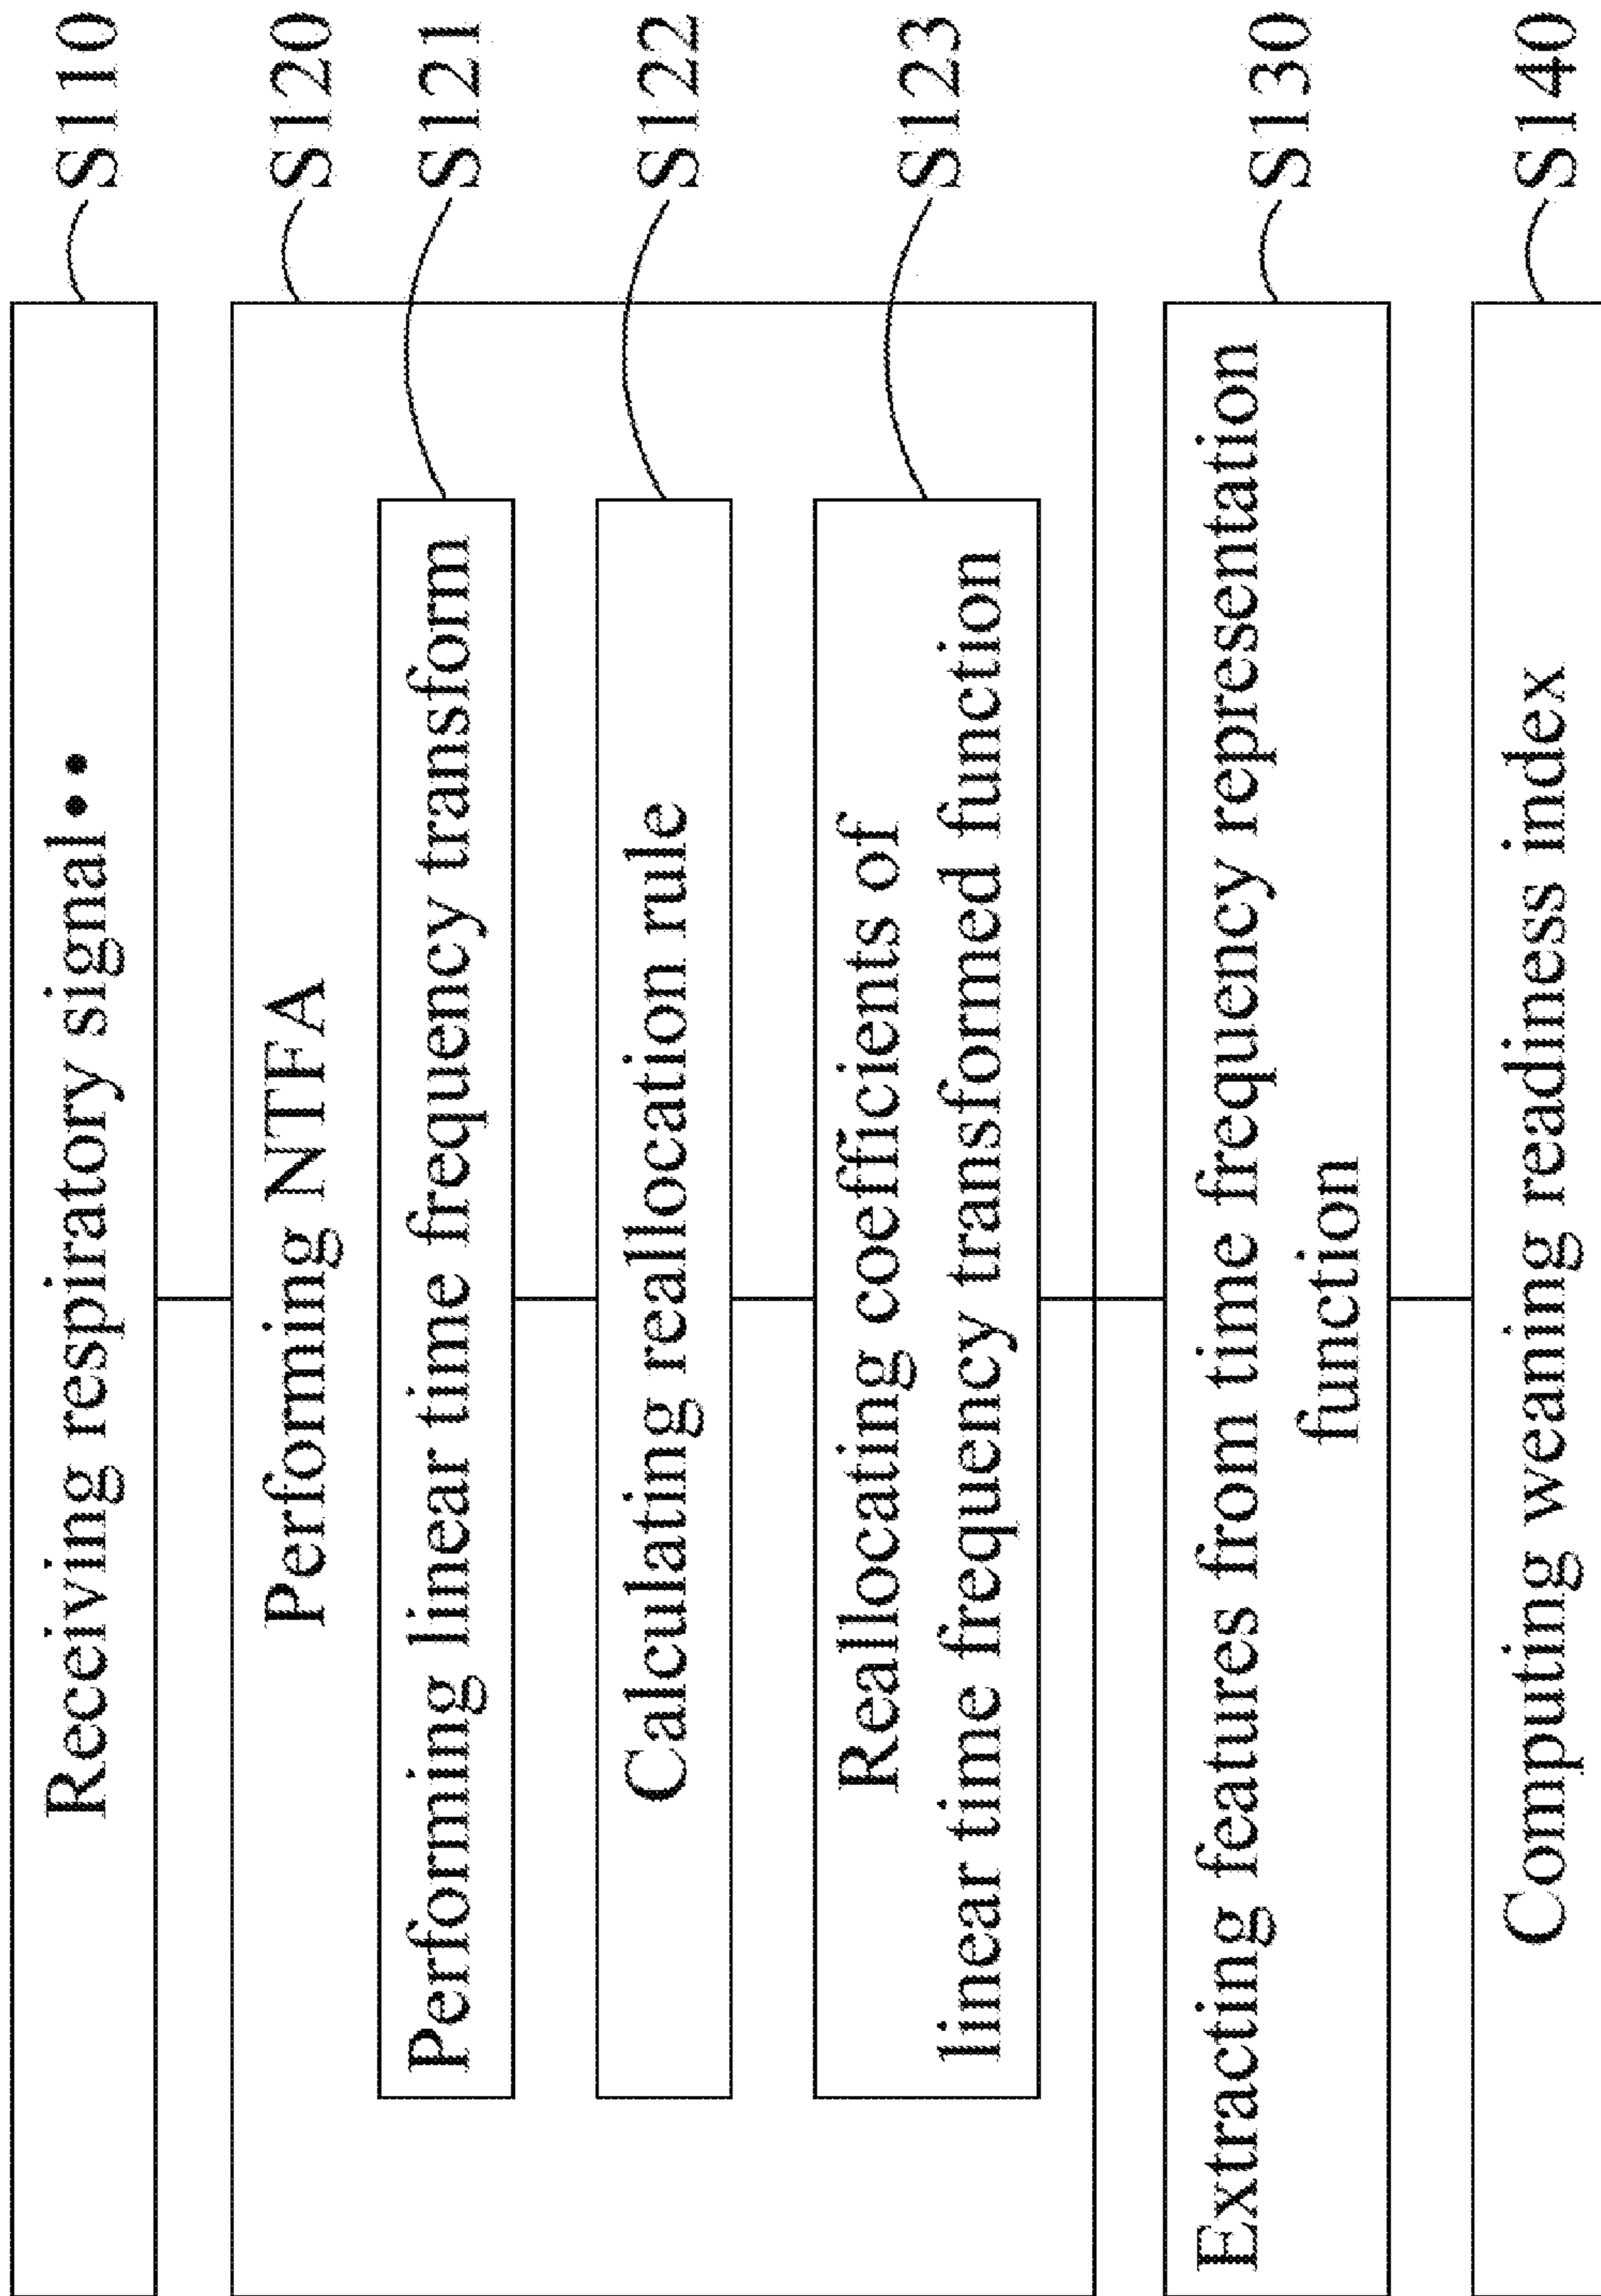 Receiving respiratory signal••
S110
Performing NTFA
S120
Performing linear time frequency transform
S121
Calculating reallocation rule
S122
Reallocating coefficients of
linear time frequency transformed function
S123
Extracting features from time frequency representation
function
S130
Computing weaning readiness index
S140